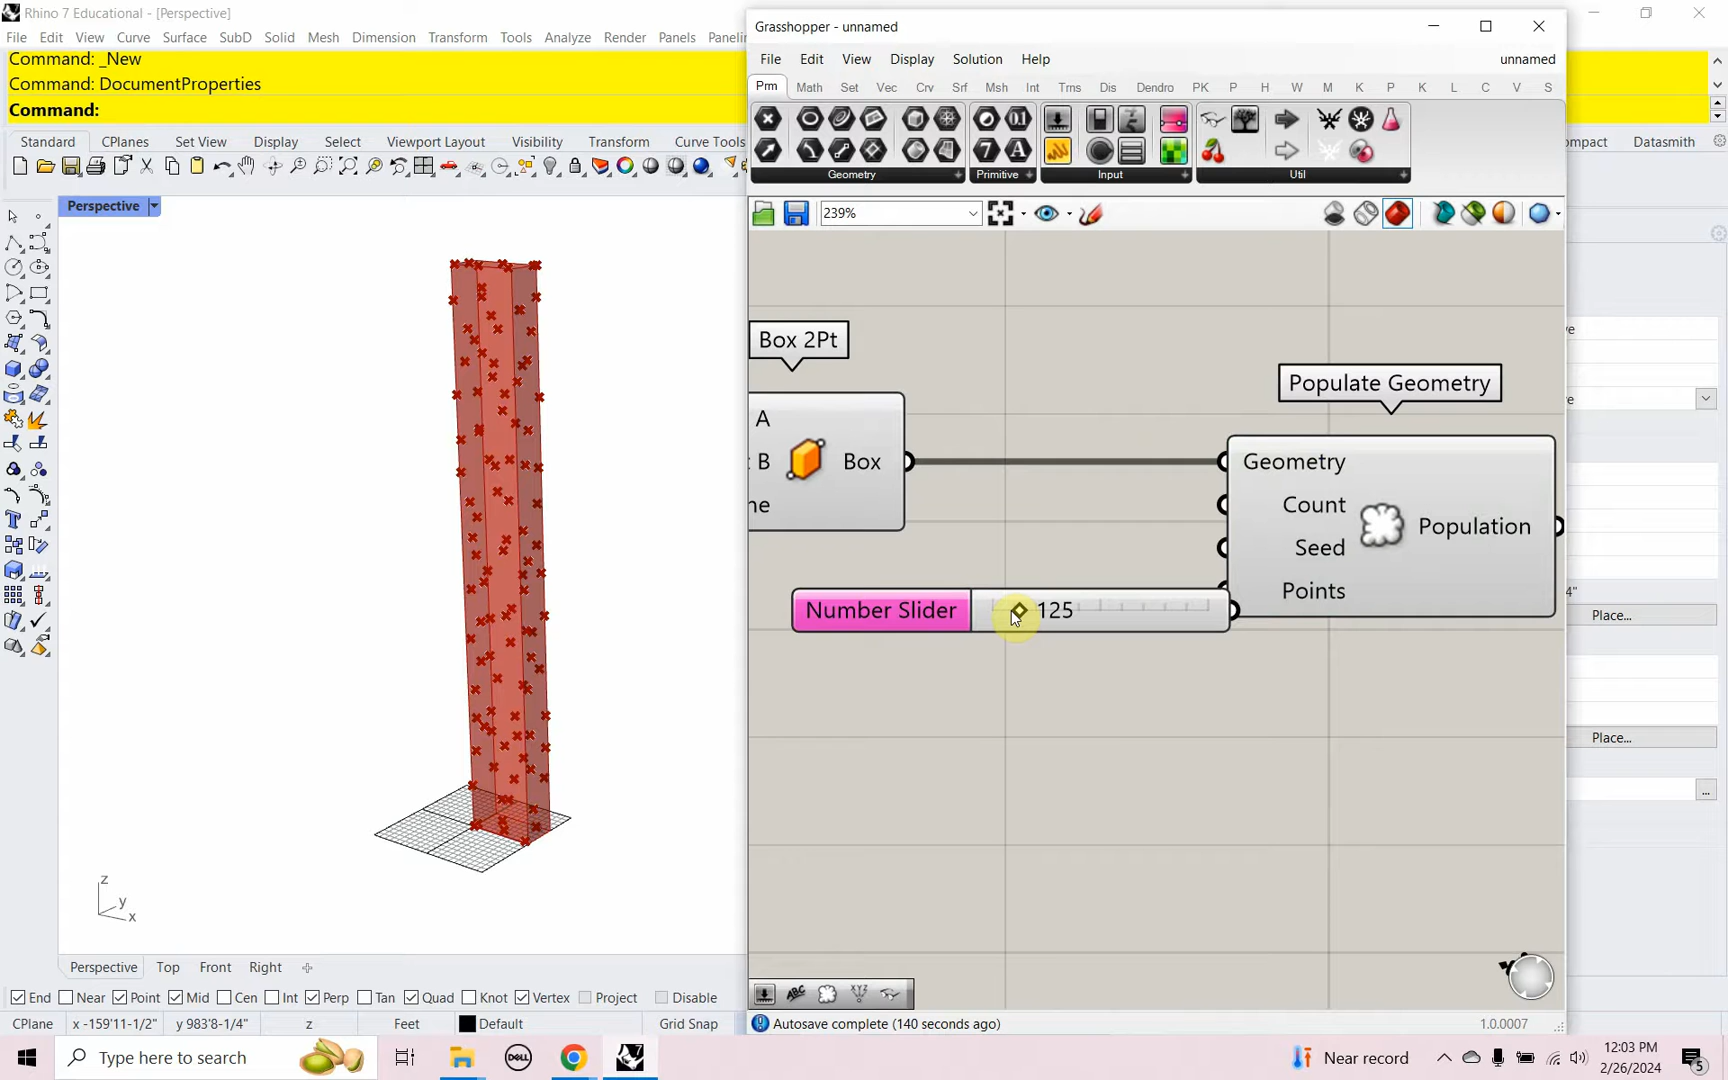 Rhino 7 Educational - [Perspective]
File Edit View Curve Surface SubD Solid Mesh Dimension Transform Tools Analyze Render Panels
Command: _New
Command: DocumentProperties
Command:
Standard CPlanes Set View Display Select Viewport Layout Visibility Transform Curve Tools
Datasmith
Perspective
Grasshopper - unnamed
File Edit View Display Solution Help unnamed
Prm Math Set Vec Crv Srf Msh Int Trns Dis Dendro PK P H W M K P K L C V S
Geometry Primitive Input Util
239%
Box 2Pt
A
B Box
ne
Populate Geometry
Geometry
Count
Seed Population
Points
Number Slider 125
Place...
Place...
...
4"
z
y
x
Perspective Top Front Right
End Near Point Mid Cen Int Perp Tan Quad Knot Vertex Project Disable
CPlane x -159'11-1/2" y 983'8-1/4" z Feet Default Grid Snap
Autosave complete (140 seconds ago) 1.0.0007
Type here to search
DELL
Near record
12:03 PM
2/26/2024
5